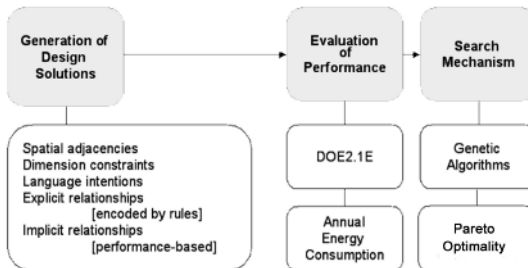 Generation of
Design
Solutions
Evaluation
of
Performance
Search
Mechanism
Spatial adjacencies
Dimension constraints
Language intentions
Explicit relationships
[encoded by rules]
Implicit relationships
[performance-based]
DOE2.1E
Annual
Energy
Consumption
Genetic
Algorithms
Pareto
Optimality